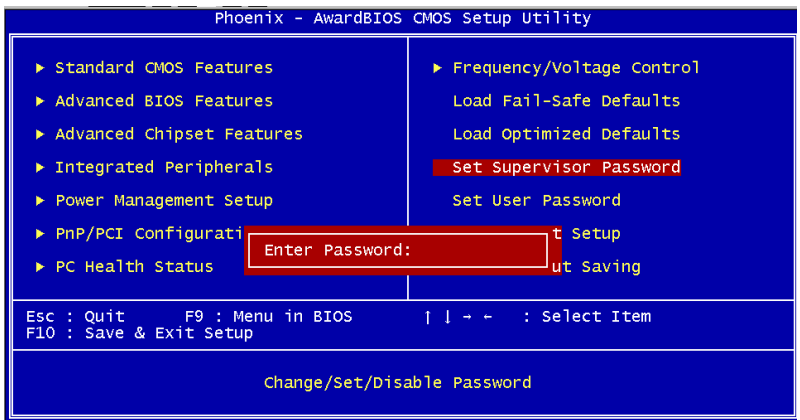 Phoenix - AwardBIOS CMOS Setup Utility
▶ Standard CMOS Features
▶ Advanced BIOS Features
▶ Advanced Chipset Features
▶ Integrated Peripherals
▶ Power Management Setup
▶ PnP/PCI Configurati
▶ PC Health Status
▶ Frequency/Voltage Control
Load Fail-Safe Defaults
Load Optimized Defaults
Set Supervisor Password
Set User Password
t Setup
ut Saving
Enter Password:
Esc : Quit F9 : Menu in BIOS ↑ ↓ → ← : Select Item
F10 : Save & Exit Setup
Change/Set/Disable Password